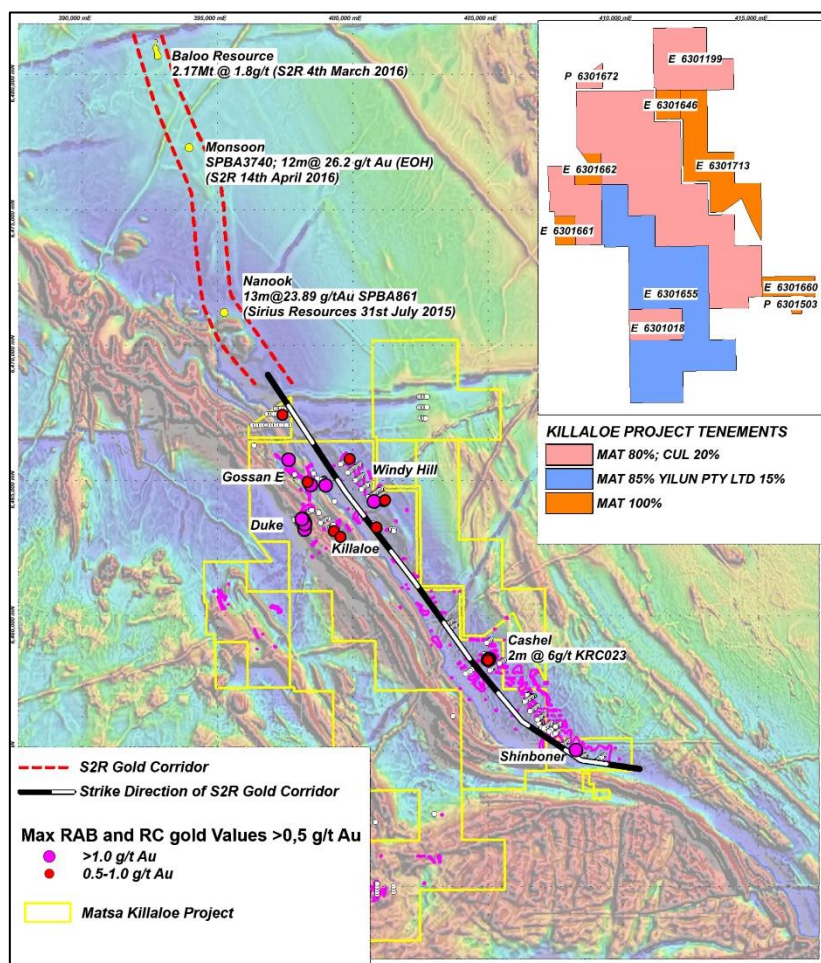 390,000 mE
395,000 mE
400,000 mE
405,000 mE
410,000 mE
415,000 mE
Baloo Resource
2.17Mt @ 1.8g/t (S2R 4th March 2016)
Monsoon
SPBA3740; 12m@ 26.2 g/t Au (EOH)
(S2R 14th April 2016)
Nanook
13m@23.89 g/tAu SPBA861
(Sirius Resources 31st July 2015)
Gossan E
Windy Hill
Duke
Killaloe
Cashel
2m @ 6g/t KRC023
Shinboner
P 6301672
E 6301199
E 6301646
E 6301713
E 6301662
E 6301661
E 6301655
E 6301660
P 6301503
E 6301018
KILLALOE PROJECT TENEMENTS
MAT 80%; CUL 20%
MAT 85% YILUN PTY LTD 15%
MAT 100%
S2R Gold Corridor
Strike Direction of S2R Gold Corridor
Max RAB and RC gold Values >0,5 g/t Au
>1.0 g/t Au
0.5-1.0 g/t Au
Matsa Killaloe Project